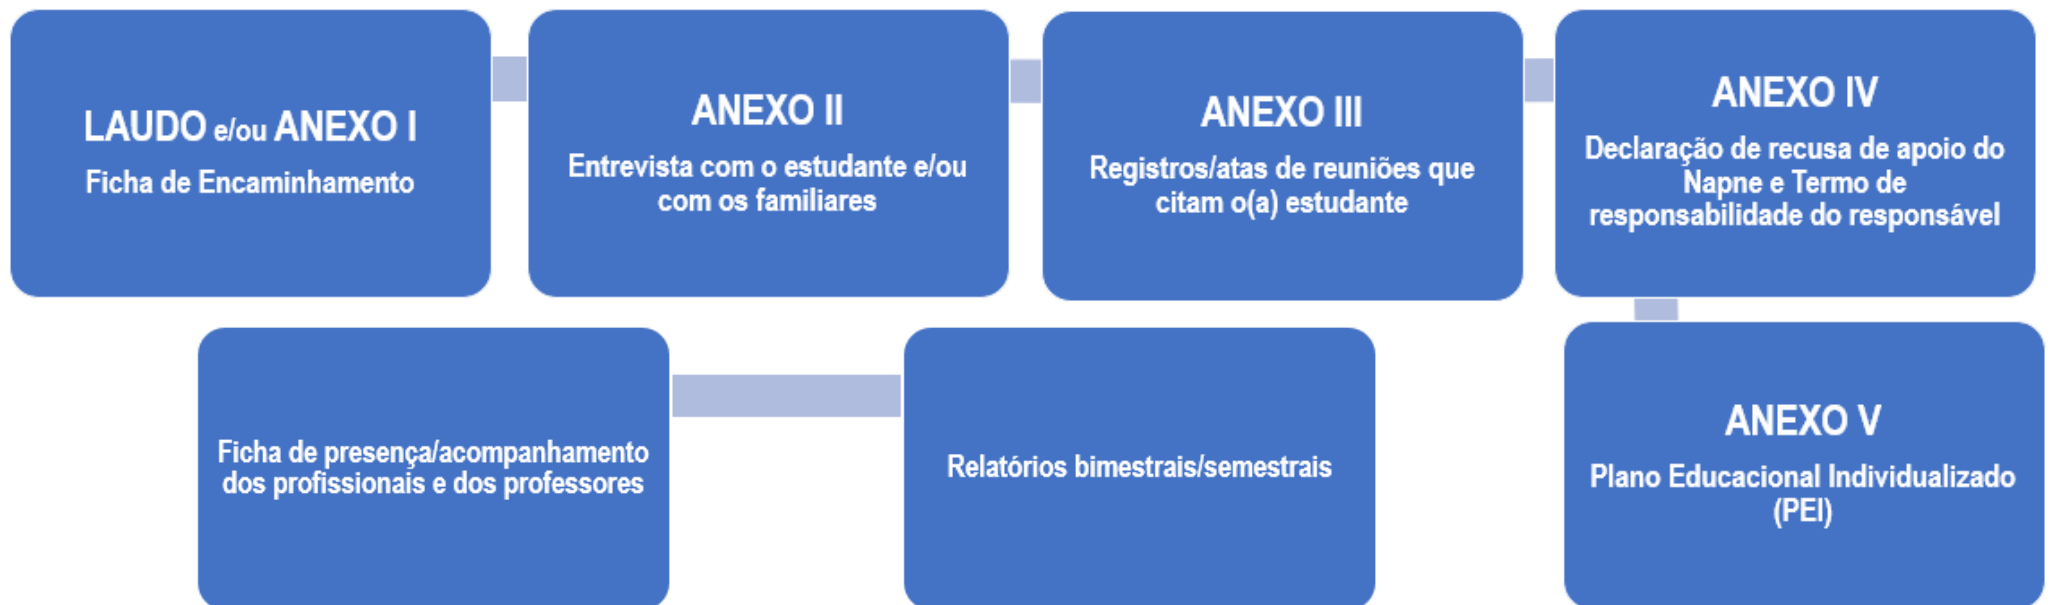 LAUDO e/ou ANEXO I
Ficha de Encaminhamento
ANEXO II
Entrevista com o estudante e/ou
com os familiares
ANEXO III
Registros/atas de reuniões que
citam o(a) estudante
ANEXO IV
Declaração de recusa de apoio do
Napne e Termo de
responsabilidade do responsável
ANEXO V
Plano Educacional Individualizado
(PEI)
Relatórios bimestrais/semestrais
Ficha de presença/acompanhamento
dos profissionais e dos professores